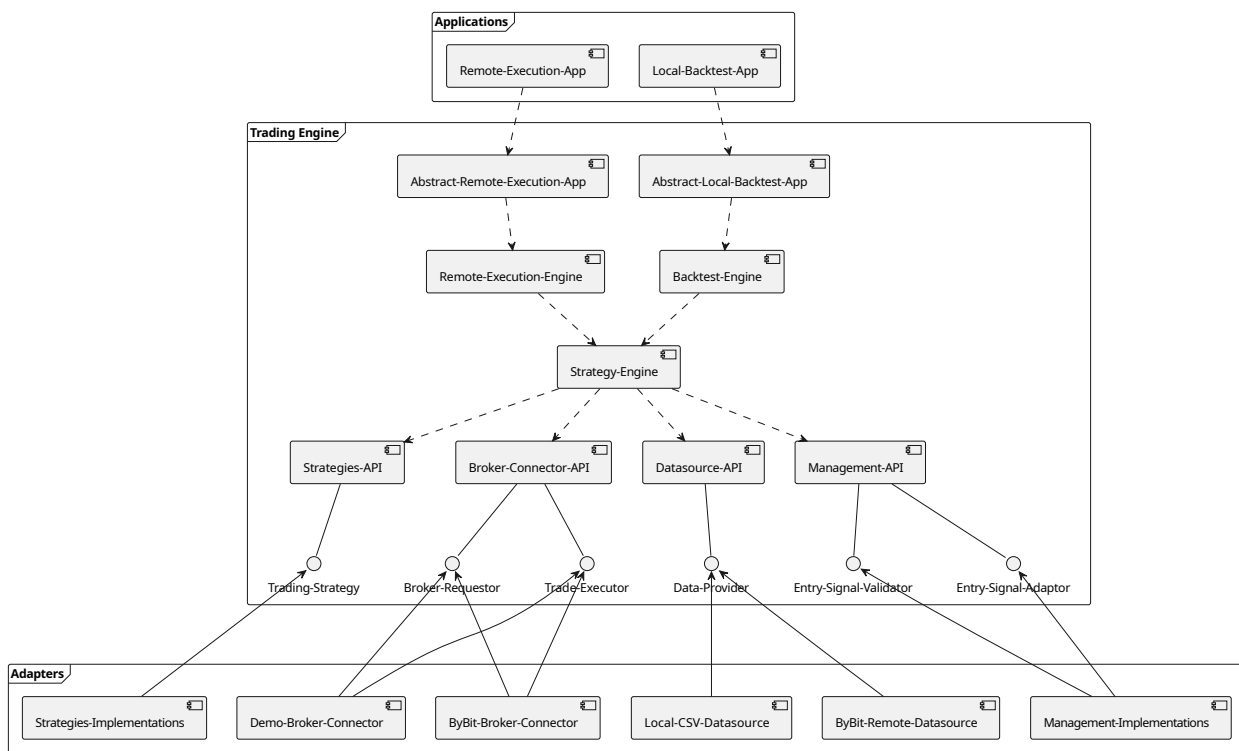 Applications
Remote-Execution-App
Local-Backtest-App
Trading Engine
Abstract-Remote-Execution-App
Abstract-Local-Backtest-App
Remote-Execution-Engine
Backtest-Engine
Strategy-Engine
Strategies-API
Broker-Connector-API
Datasource-API
Management-API
Trading-Strategy
Broker-Requestor
Trade-Executor
Data-Provider
Entry-Signal-Validator
Entry-Signal-Adaptor
Adapters
Strategies-Implementations
Demo-Broker-Connector
ByBit-Broker-Connector
Local-CSV-Datasource
ByBit-Remote-Datasource
Management-Implementations